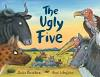 The Ugly
Five
Julia Donaldson
Axel Scheffler